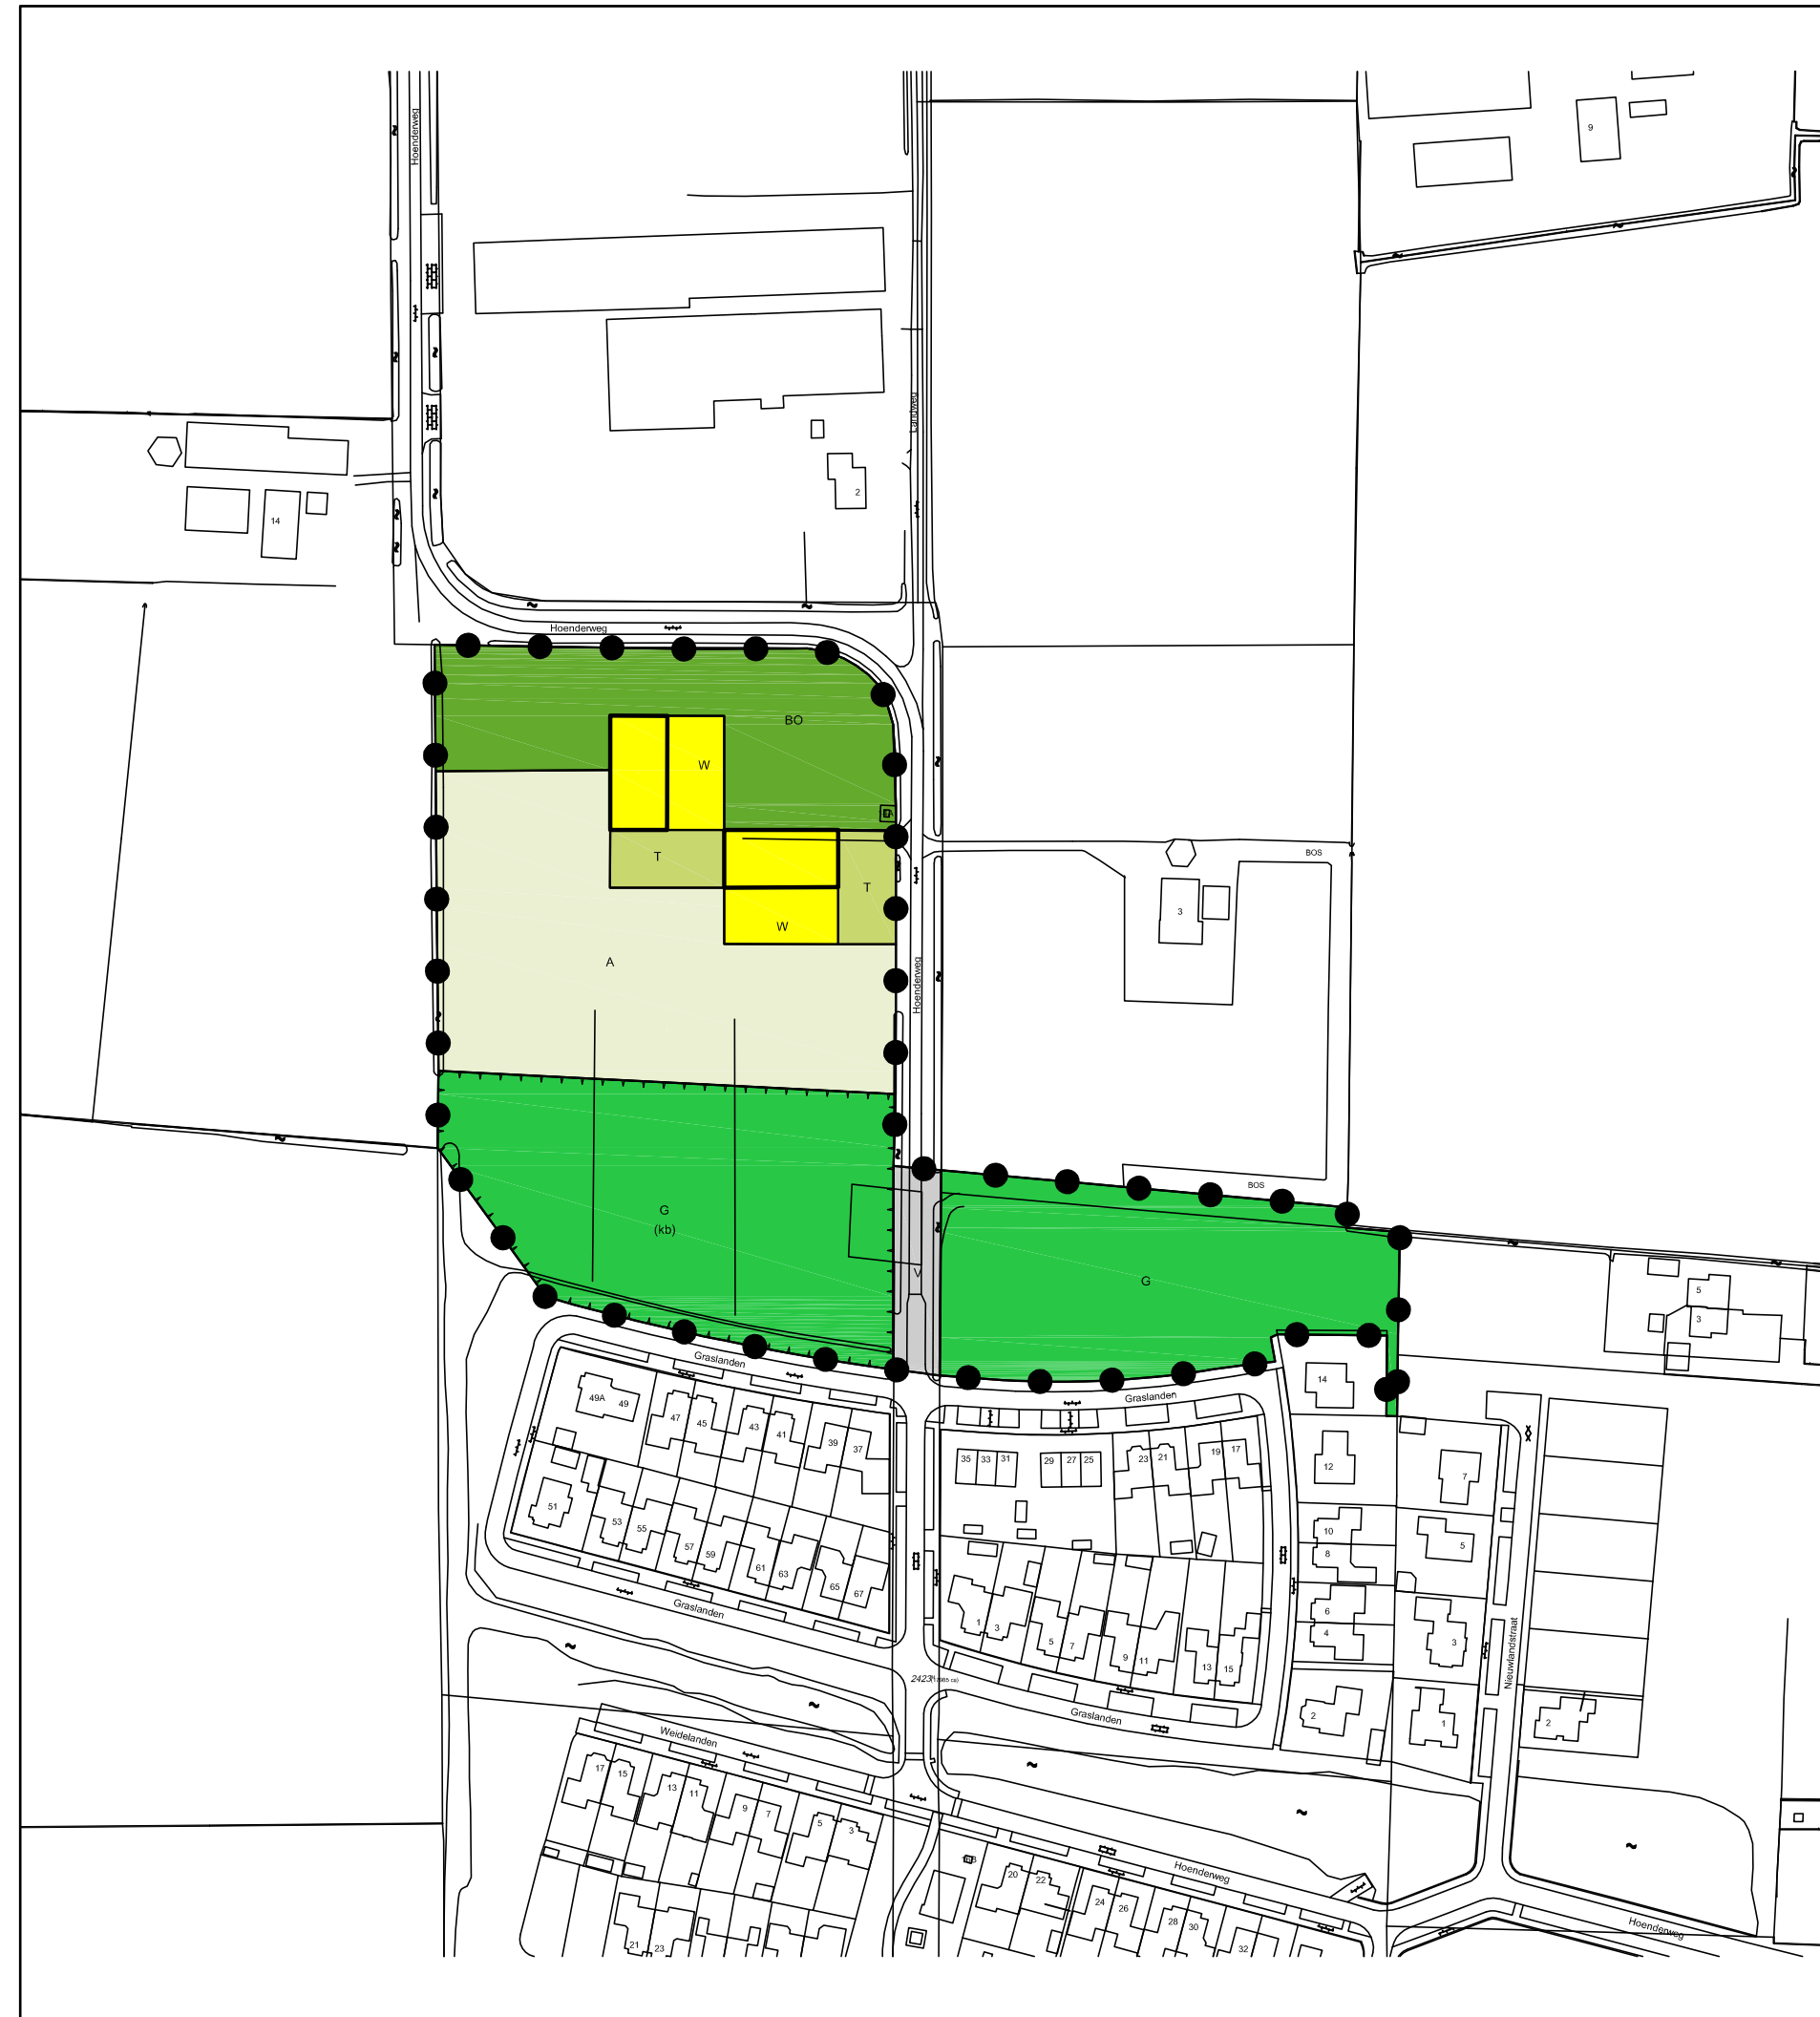 Hoenderweg
9
Landweg
2
14
Hoenderweg
BO
W
T
T
W
A
Hoenderweg
3
BOS
BOS
G
(kb)
V
G
5
3
Graslanden
Graslanden
14
49A 49
47
45
43
41
39
37
35 33 31
29 27 25
23 21
19 17
12
7
51
53
55
57
59
61
63
65
67
10
8
5
6
4
3
1
3
5
7
9
11
13
15
Graslanden
Nieuwlandstraat
2423
Graslanden
2
1
2
Weidelanden
17
15
13
11
9
7
5
3
Hoenderweg
20
22
24
26
28
30
32
21
23
Hoenderweg